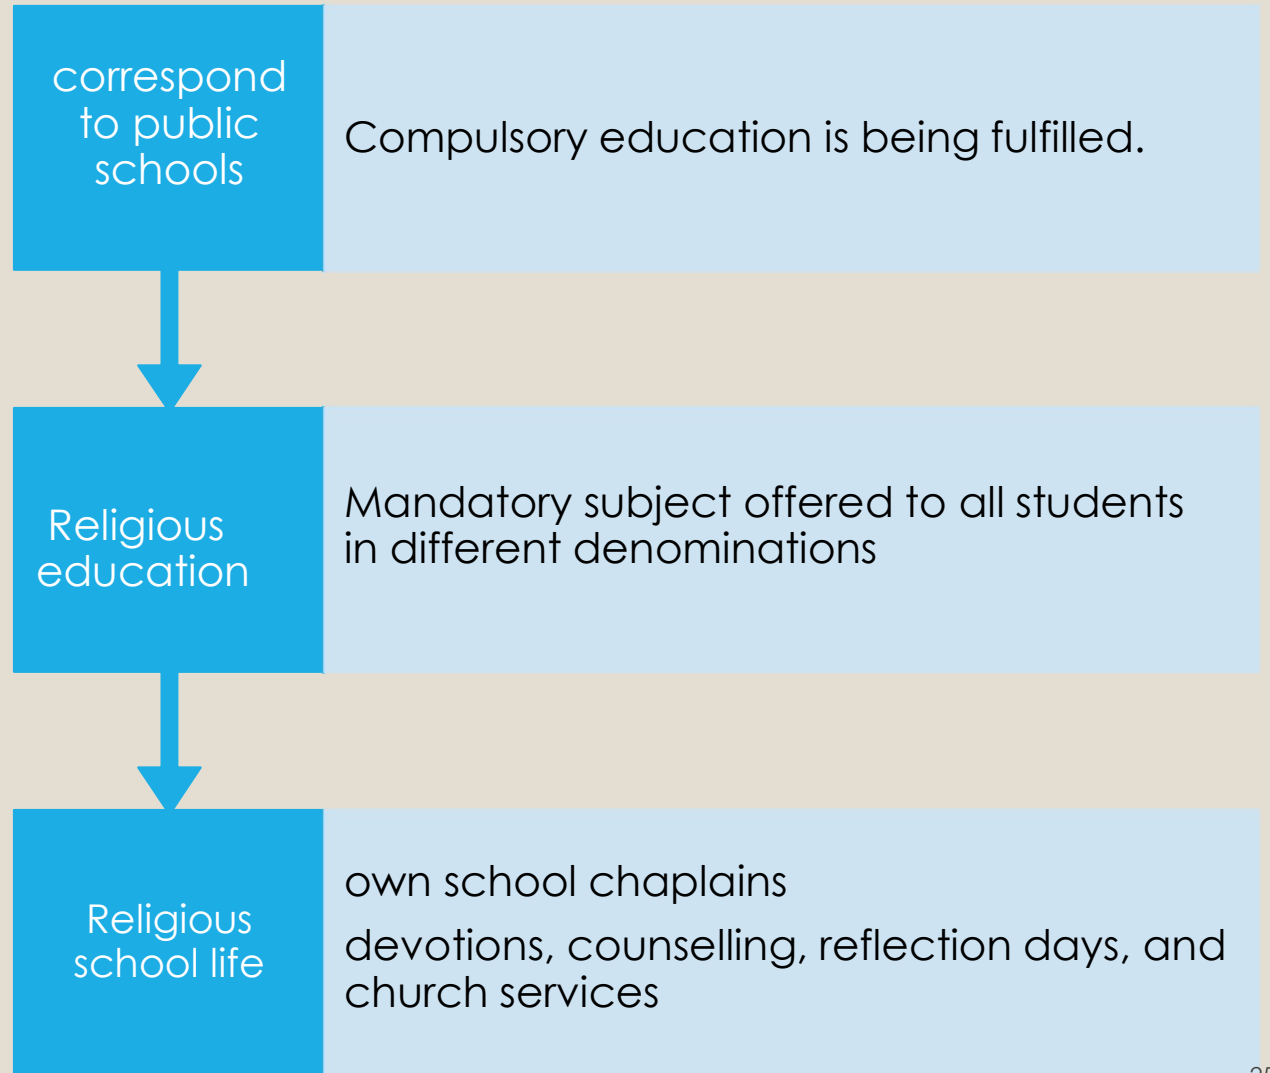 correspond
to public
schools
Compulsory education is being fulfilled.
Religious
education
Mandatory subject offered to all students
in different denominations
Religious
school life
own school chaplains
devotions, counselling, reflection days, and
church services